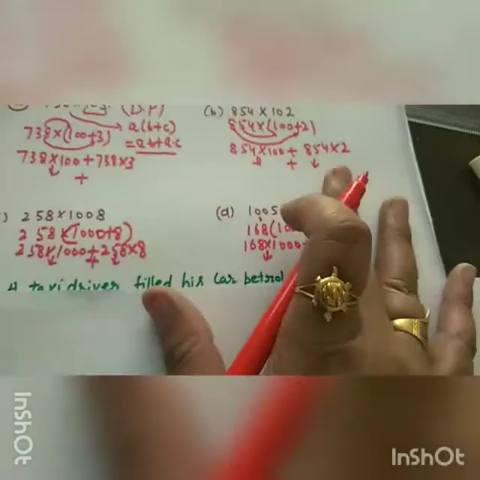 (D.P)
738×(100+3) → a(b+c)
= ab+ac
738×100+738×3
+
(b) 854×102
854×(100+2)
854×100 + 854×2
+
258×1008
258×(1000+8)
258×1000+258×8
+
(d) 1005
168(10
168×1000
A taxi driver filled his car petrol
InShOt
InShOt